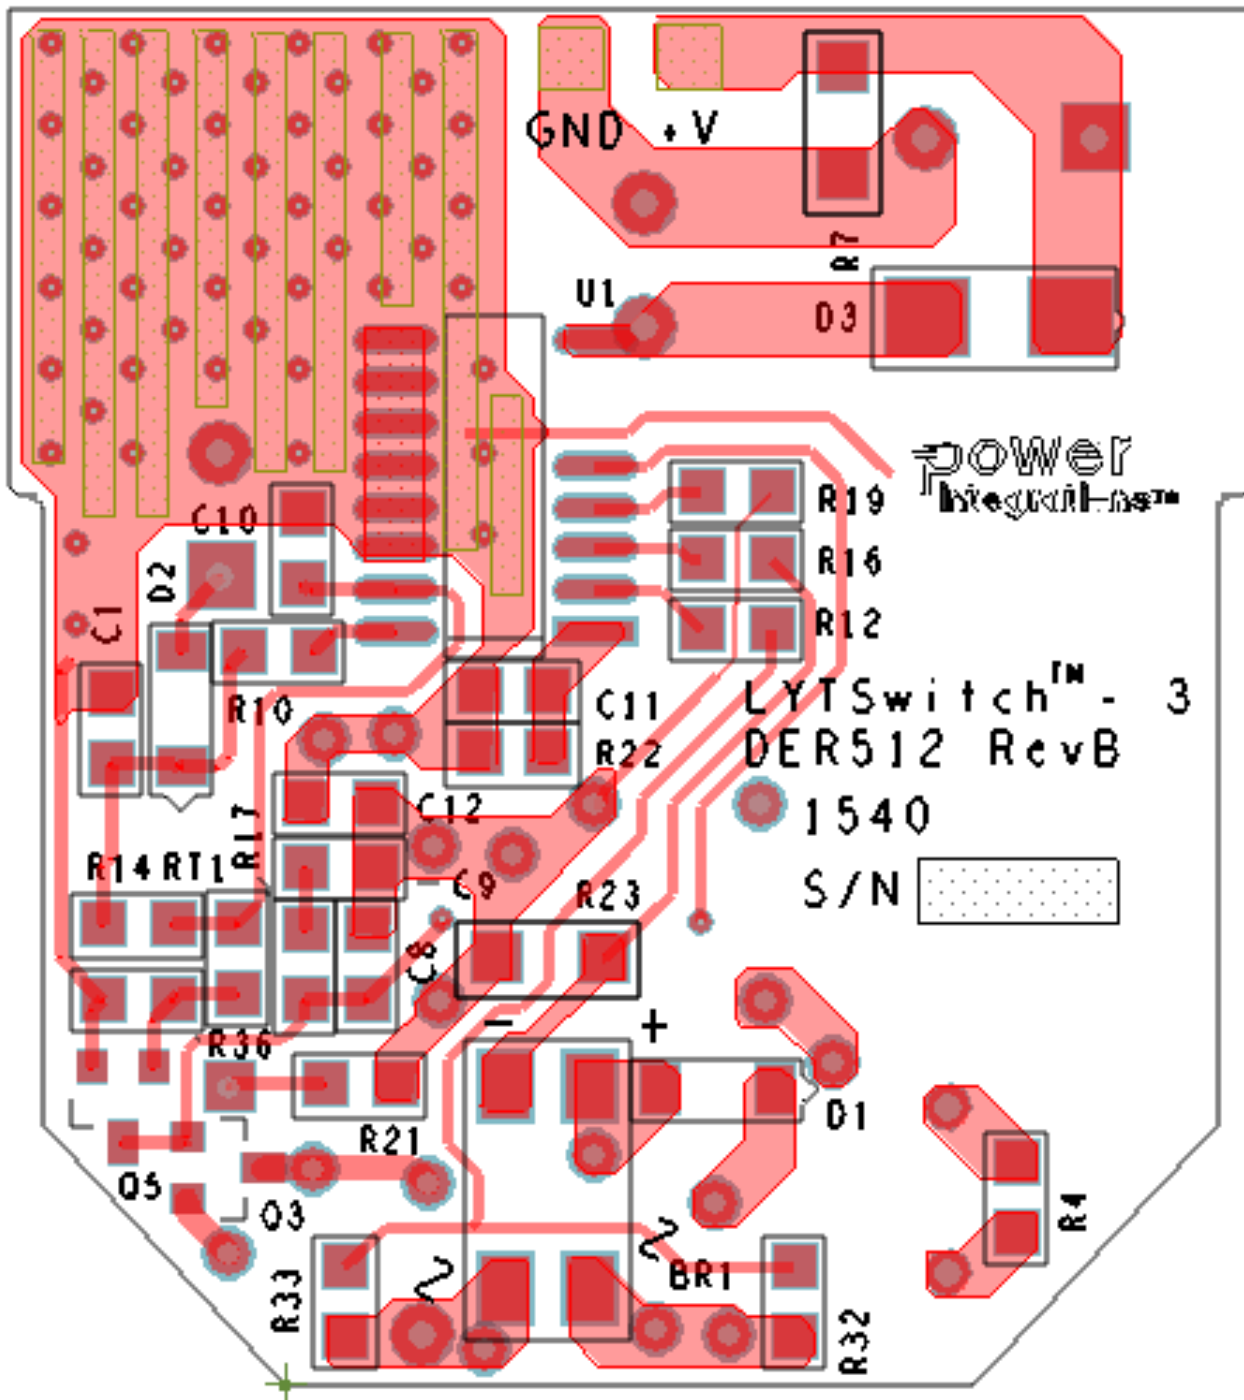 GND +V
R7
U1
D3
power
integrations™
C10
R19
D2
R16
C1
R12
R10
C11
LYTSwitch™- 3
R22
DER512 RevB
C12
1540
R17
R14 RT1
C9
S/N
R23
C8
- +
R36
D1
R21
Q5
Q3
R4
~ ~
BR1
R33
R32